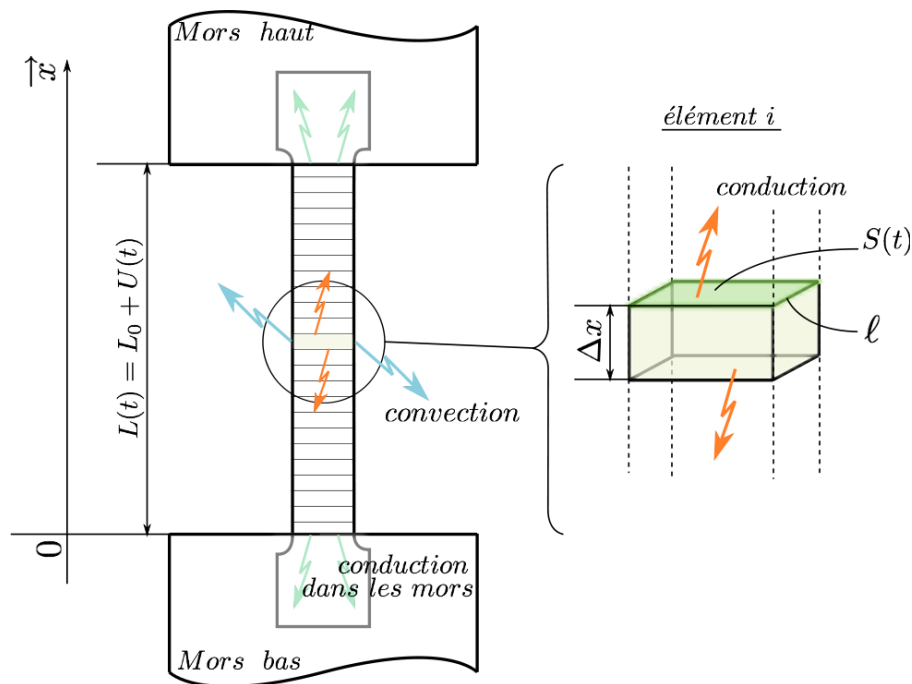 Mors haut
x
L(t) = L₀ + U(t)
0
convection
conduction
dans les mors
Mors bas
élément i
conduction
S(t)
ℓ
Δx